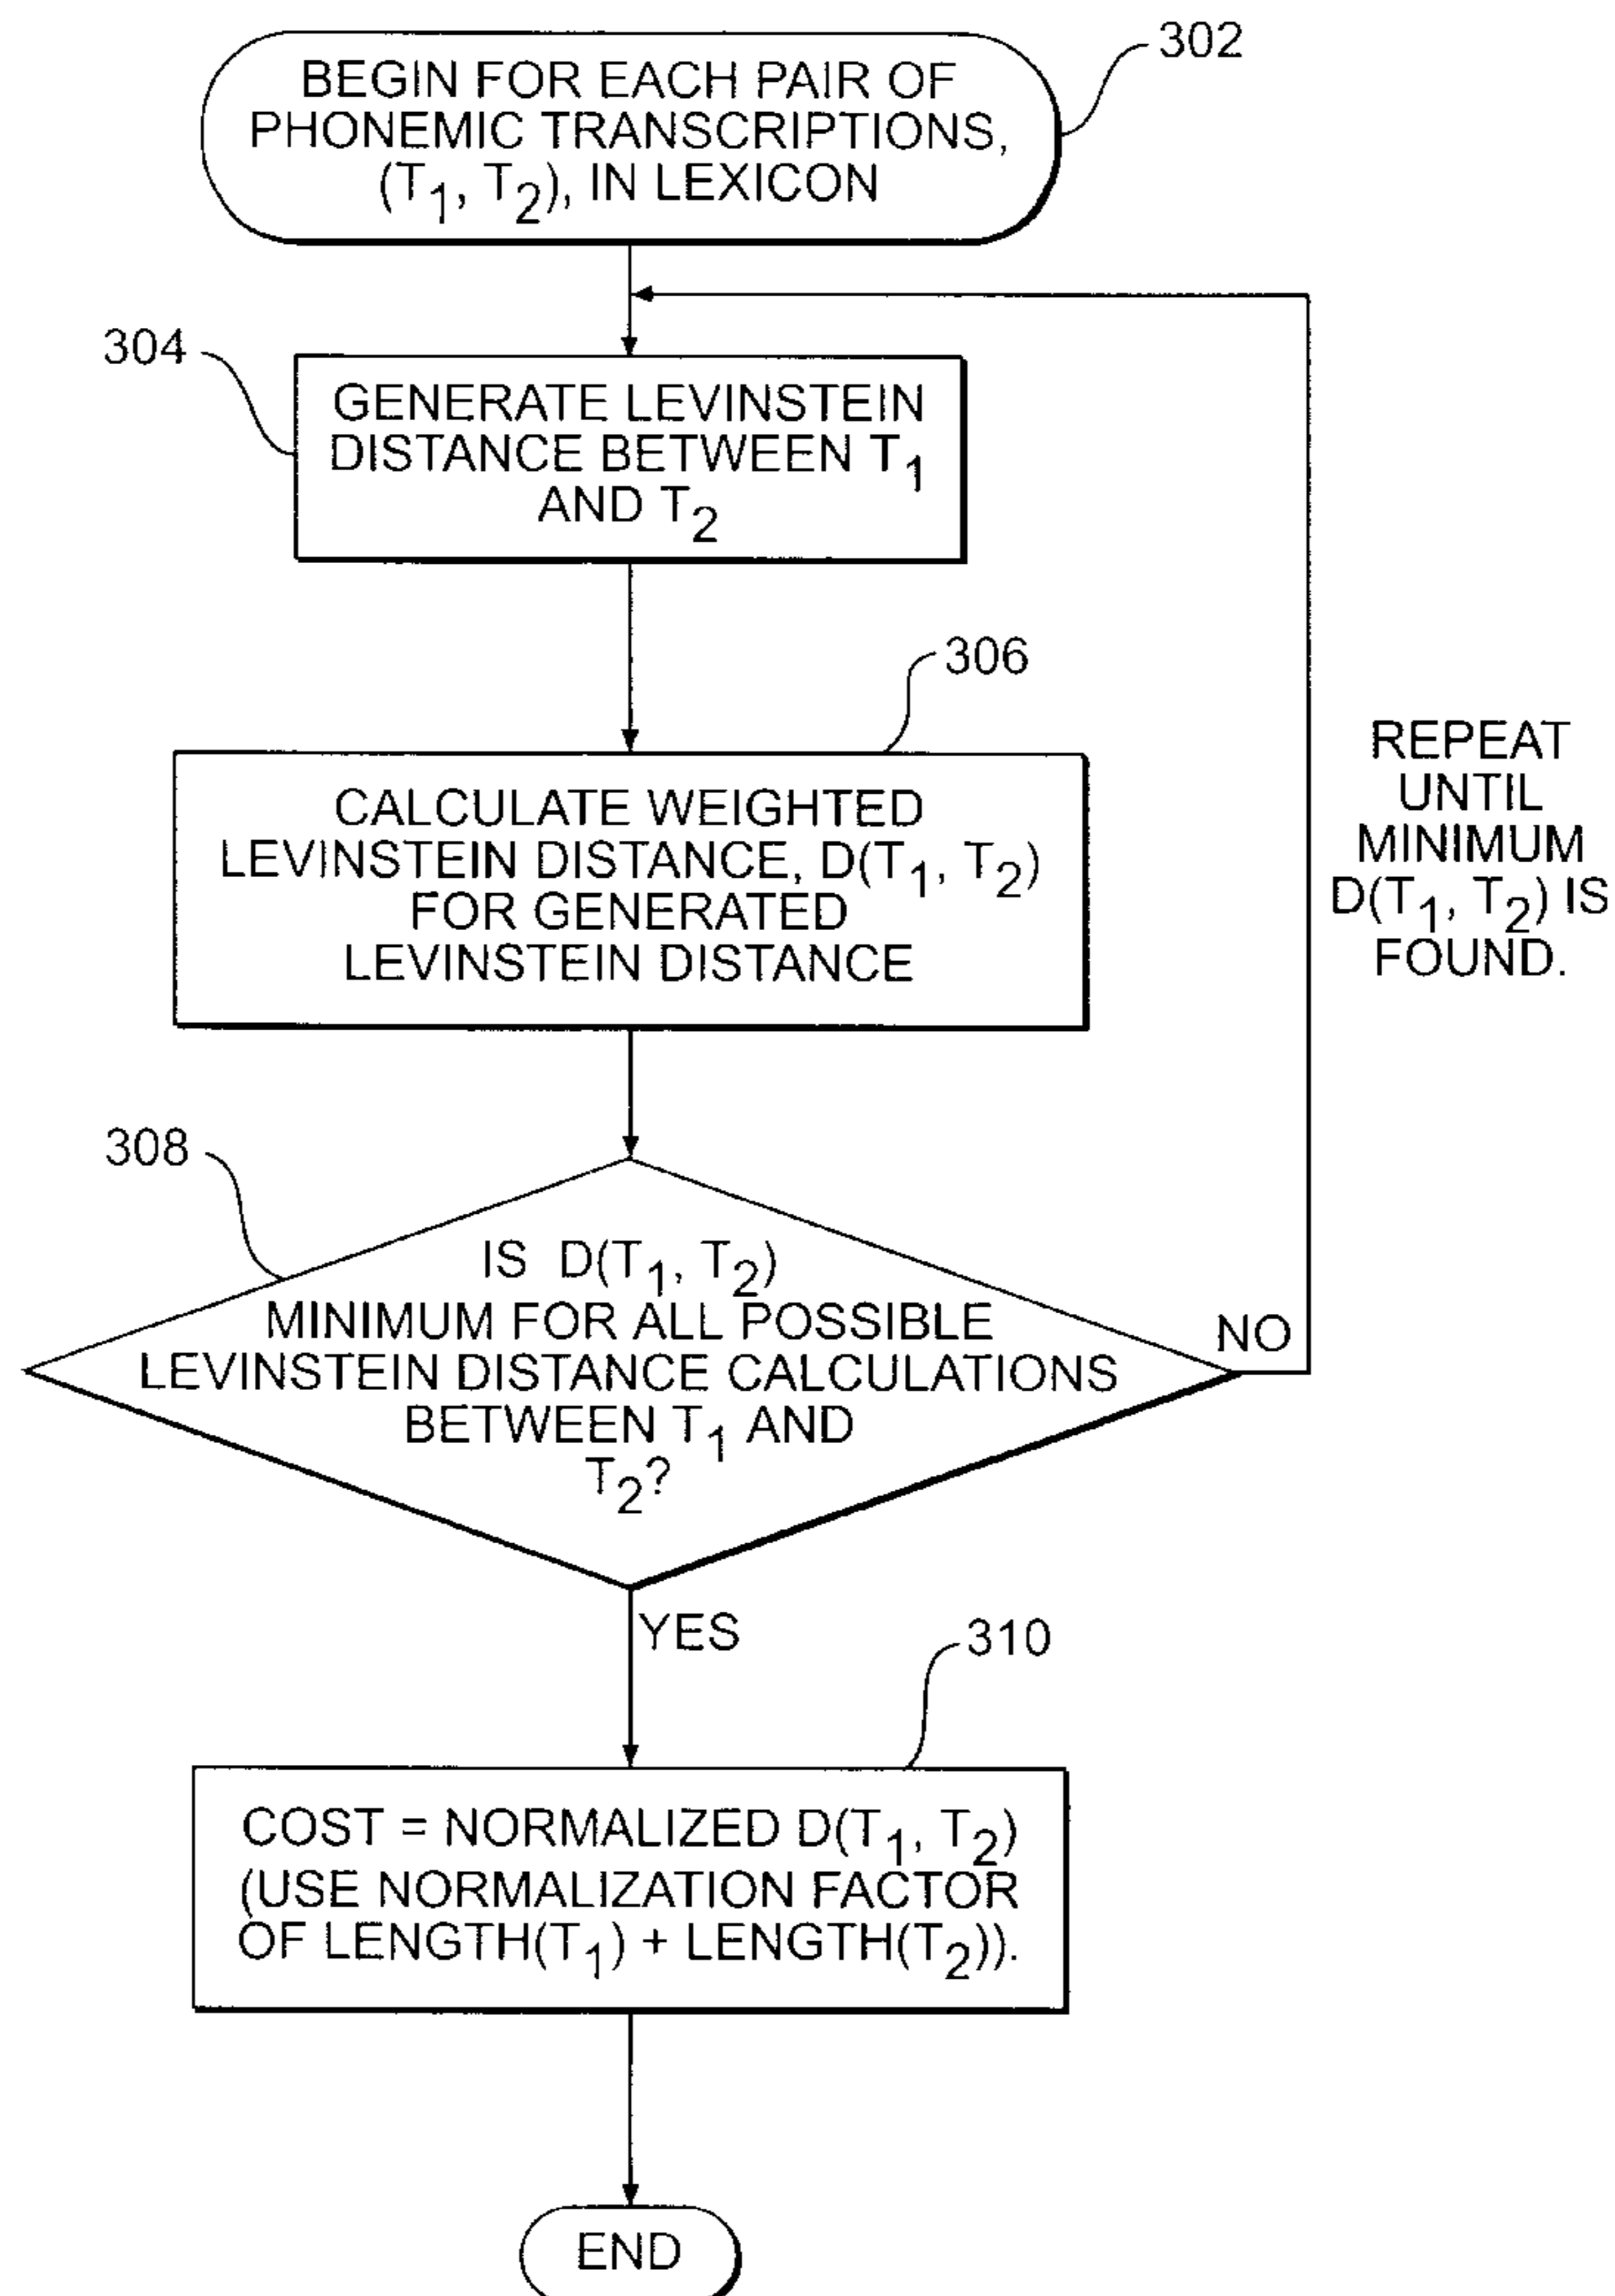 302
BEGIN FOR EACH PAIR OF
PHONEMIC TRANSCRIPTIONS,
(T1, T2), IN LEXICON
304
GENERATE LEVINSTEIN
DISTANCE BETWEEN T1
AND T2
306
CALCULATE WEIGHTED
LEVINSTEIN DISTANCE, D(T1, T2)
FOR GENERATED
LEVINSTEIN DISTANCE
REPEAT
UNTIL
MINIMUM
D(T1, T2) IS
FOUND.
308
IS D(T1, T2)
MINIMUM FOR ALL POSSIBLE
LEVINSTEIN DISTANCE CALCULATIONS
BETWEEN T1 AND
T2?
NO
YES
310
COST = NORMALIZED D(T1, T2)
(USE NORMALIZATION FACTOR
OF LENGTH(T1) + LENGTH(T2)).
END